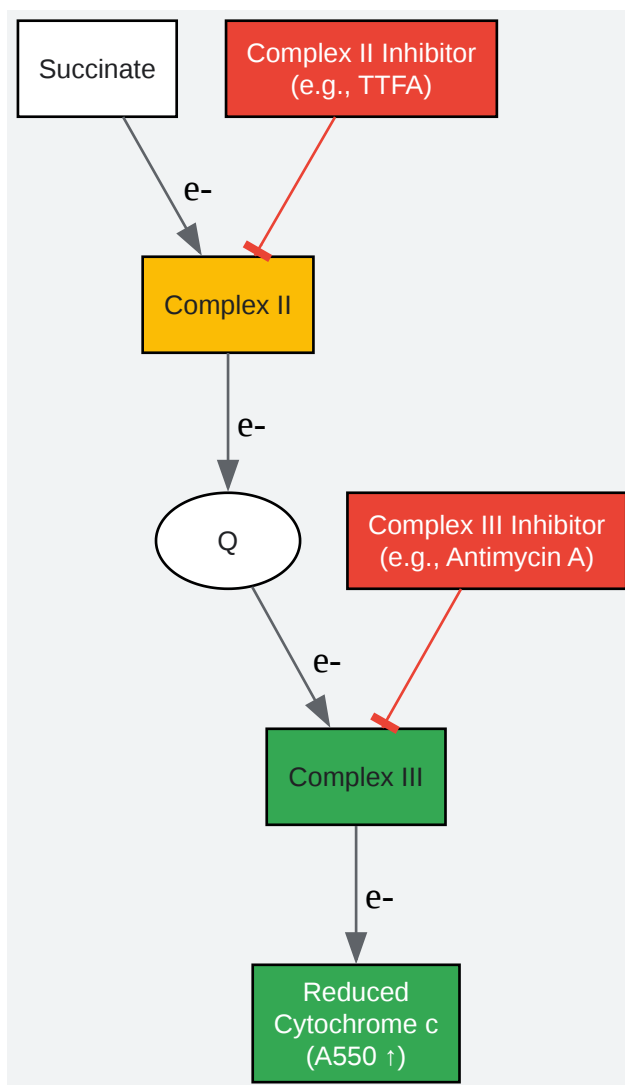 Succinate
Complex II Inhibitor
(e.g., TTFA)
e-
Complex II
e-
Q
Complex III Inhibitor
(e.g., Antimycin A)
e-
Complex III
e-
Reduced
Cytochrome c
(A550 ↑)